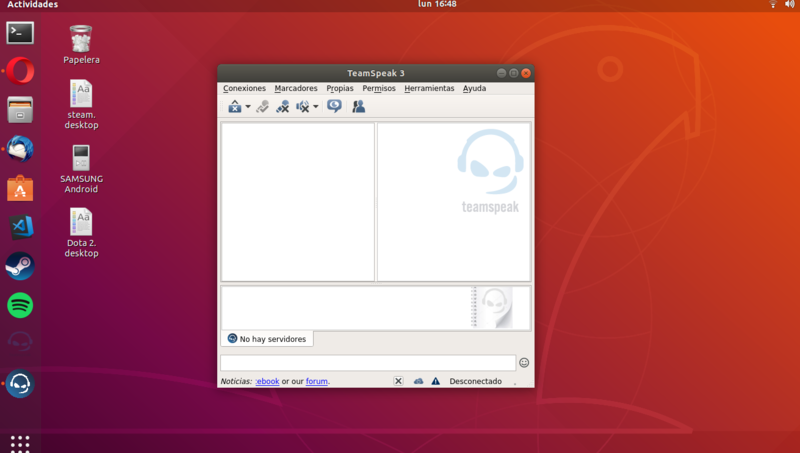 Actividades
lun 16:48
Papelera
steam.
desktop
SAMSUNG
Android
Dota 2.
desktop
TeamSpeak 3
Conexiones Marcadores Propias Permisos Herramientas Ayuda
teamspeak
No hay servidores
Noticias: :ebook or our forum.
Desconectado